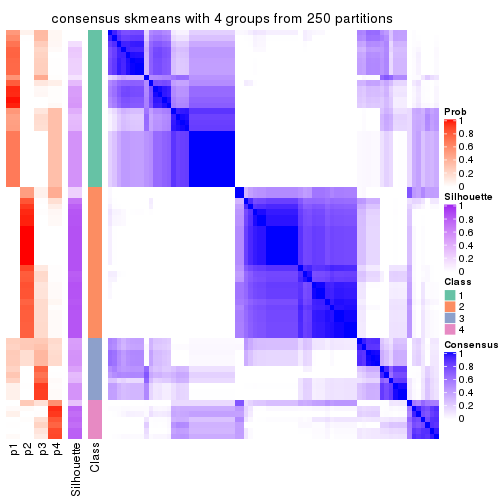 consensus skmeans with 4 groups from 250 partitions
Prob
1
0.8
0.6
0.4
0.2
0
Silhouette
1
0.8
0.6
0.4
0.2
0
Class
1
2
3
4
Consensus
1
0.8
0.6
0.4
0.2
0
p1
p2
p3
p4
Silhouette
Class